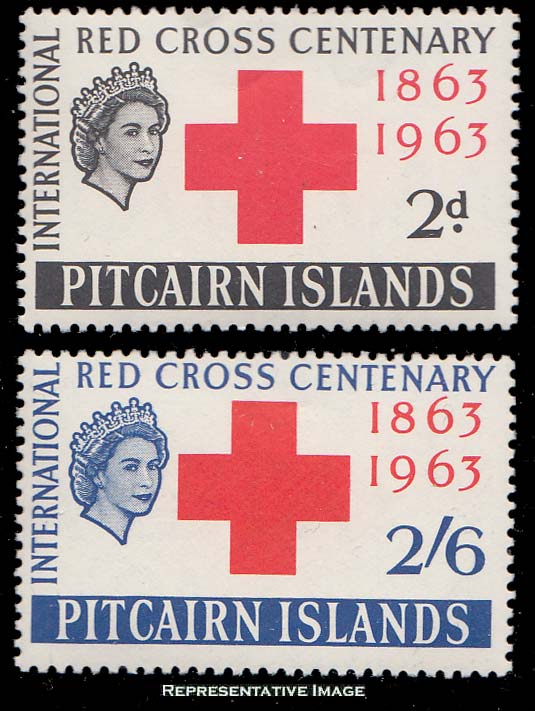 RED CROSS CENTENARY
INTERNATIONAL
1863
1963
2d.
PITCAIRN ISLANDS
RED CROSS CENTENARY
INTERNATIONAL
1863
1963
2/6
PITCAIRN ISLANDS
REPRESENTATIVE IMAGE